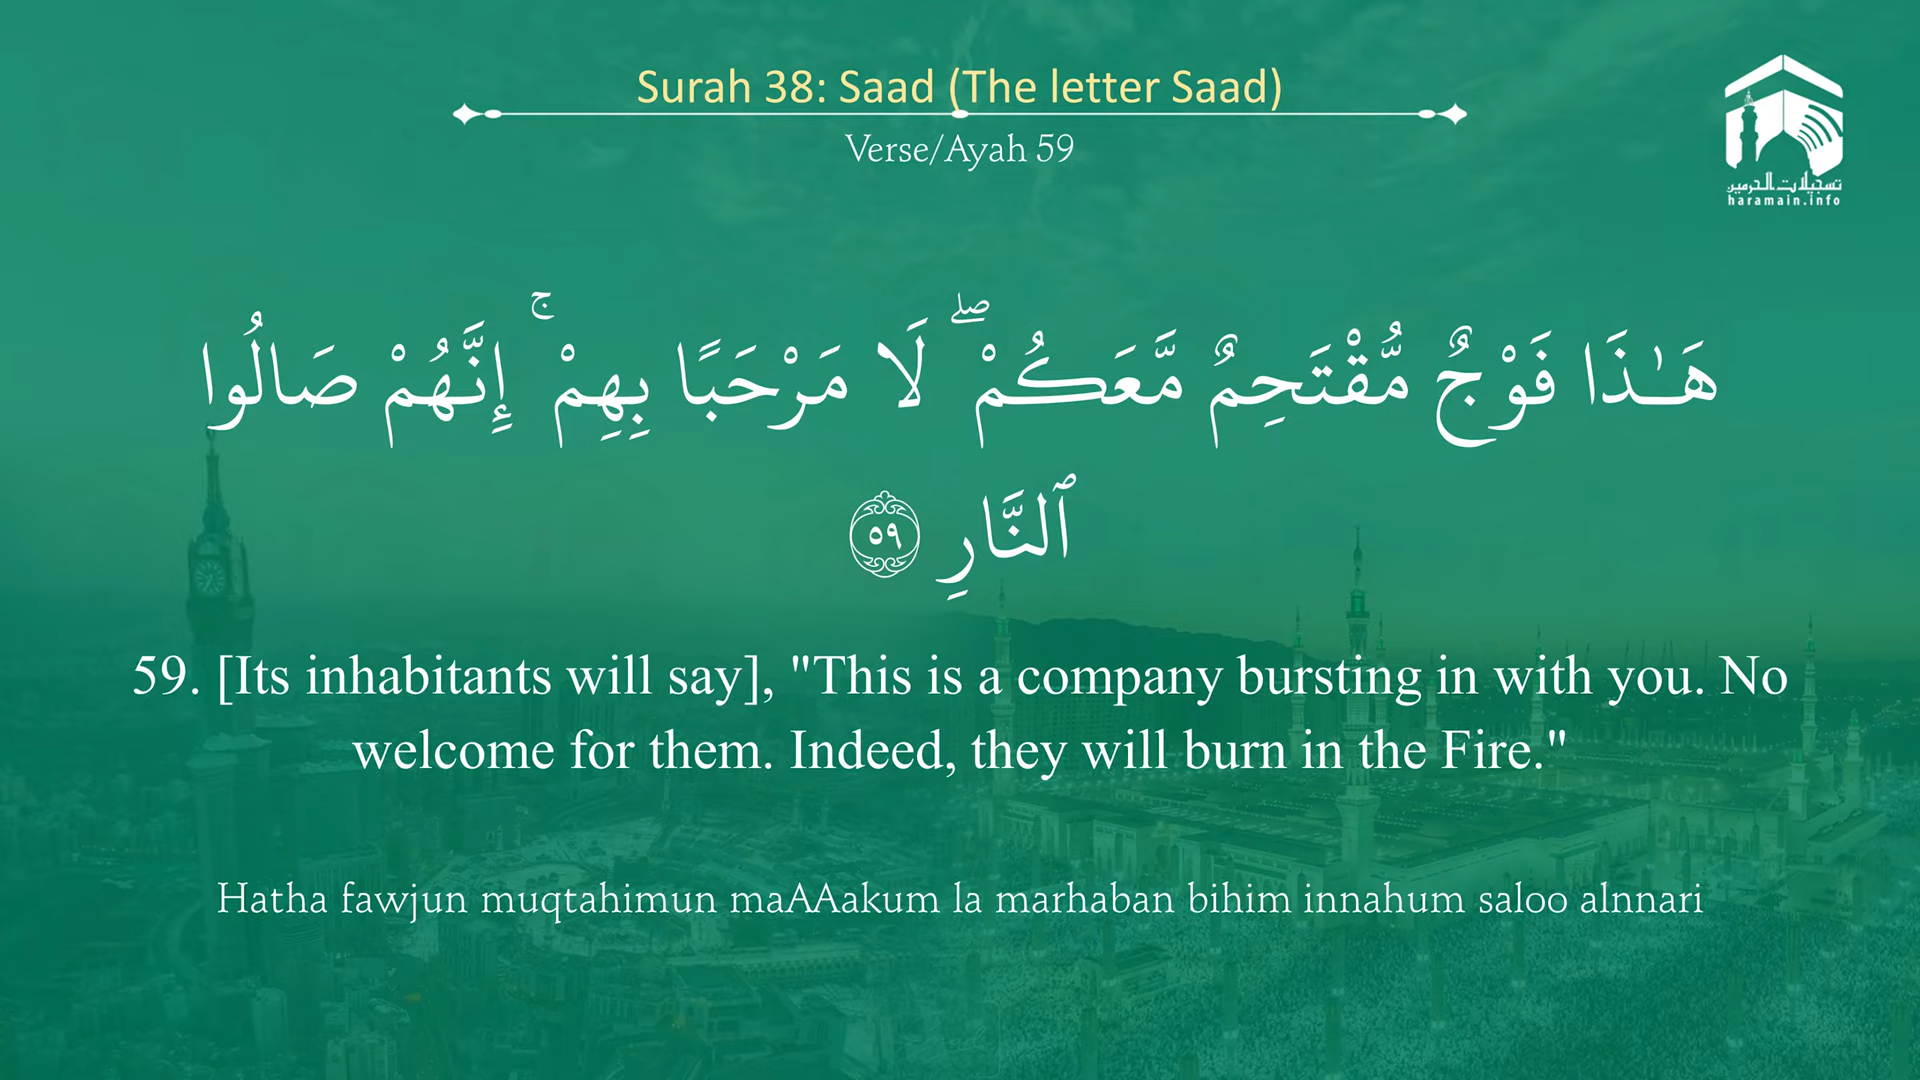 Surah 38: Saad (The letter Saad)
Verse/Ayah 59
تسجيلات الحرمين
haramain.info
هَـٰذَا فَوْجٌ مُّقْتَحِمٌ مَّعَكُمْ ۖ لَا مَرْحَبًا بِهِمْ ۚ إِنَّهُمْ صَالُوا
ٱلنَّارِ ٥٩
59. [Its inhabitants will say], "This is a company bursting in with you. No
welcome for them. Indeed, they will burn in the Fire."
Hatha fawjun muqtahimun maAAakum la marhaban bihim innahum saloo alnnari